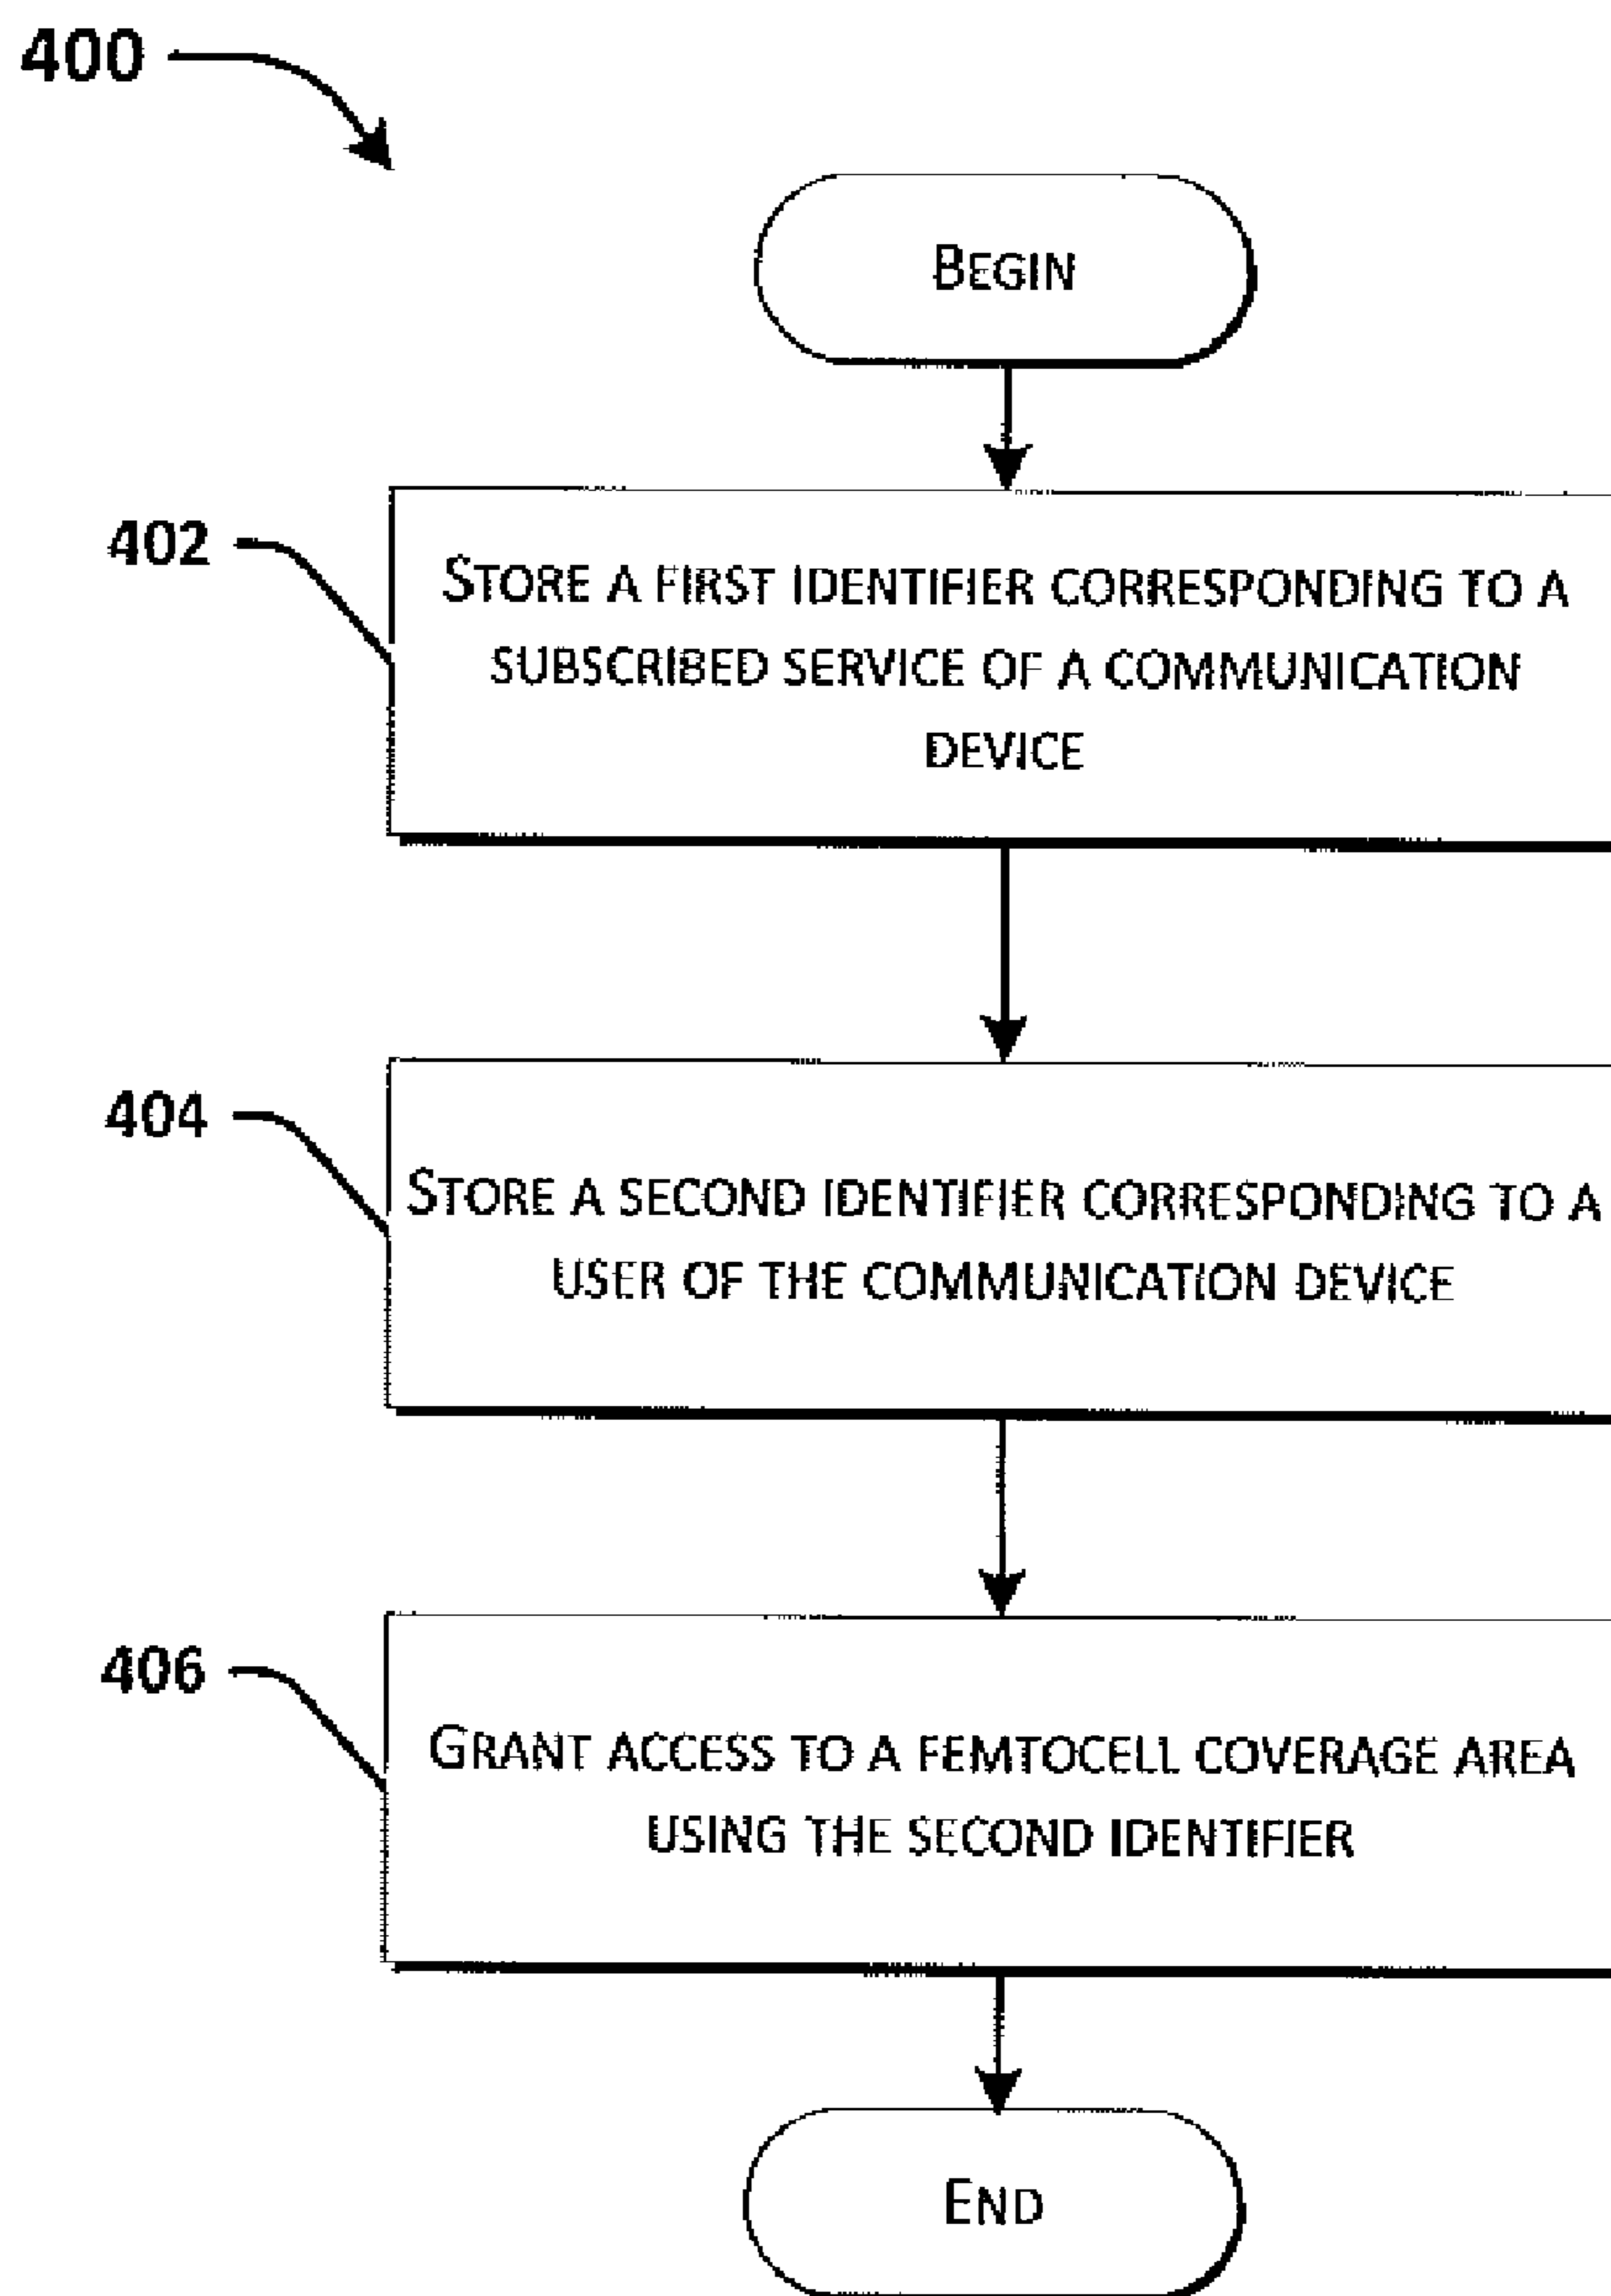 400
BEGIN
402
STORE A FIRST IDENTIFIER CORRESPONDING TO A
SUBSCRIBED SERVICE OF A COMMUNICATION
DEVICE
404
STORE A SECOND IDENTIFIER CORRESPONDING TO A
USER OF THE COMMUNICATION DEVICE
406
GRANT ACCESS TO A FEMTOCELL COVERAGE AREA
USING THE SECOND IDENTIFIER
END